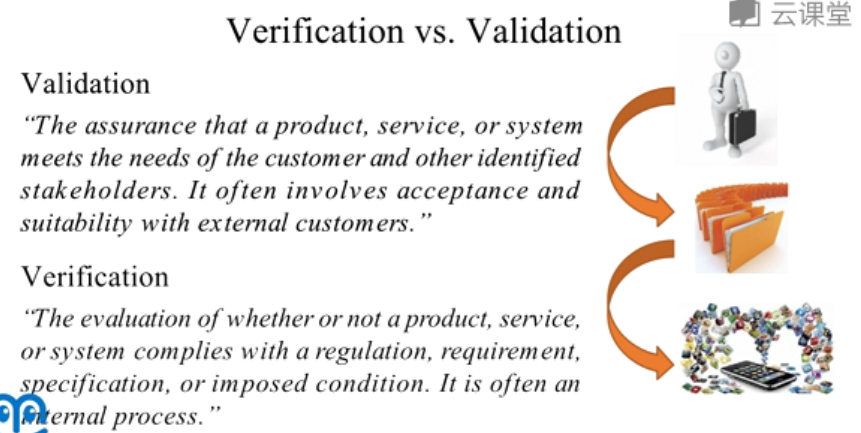 云课堂
Verification vs. Validation
Validation
“The assurance that a product, service, or system
meets the needs of the customer and other identified
stakeholders. It often involves acceptance and
suitability with external customers.”
Verification
“The evaluation of whether or not a product, service,
or system complies with a regulation, requirement,
specification, or imposed condition. It is often an
internal process.”